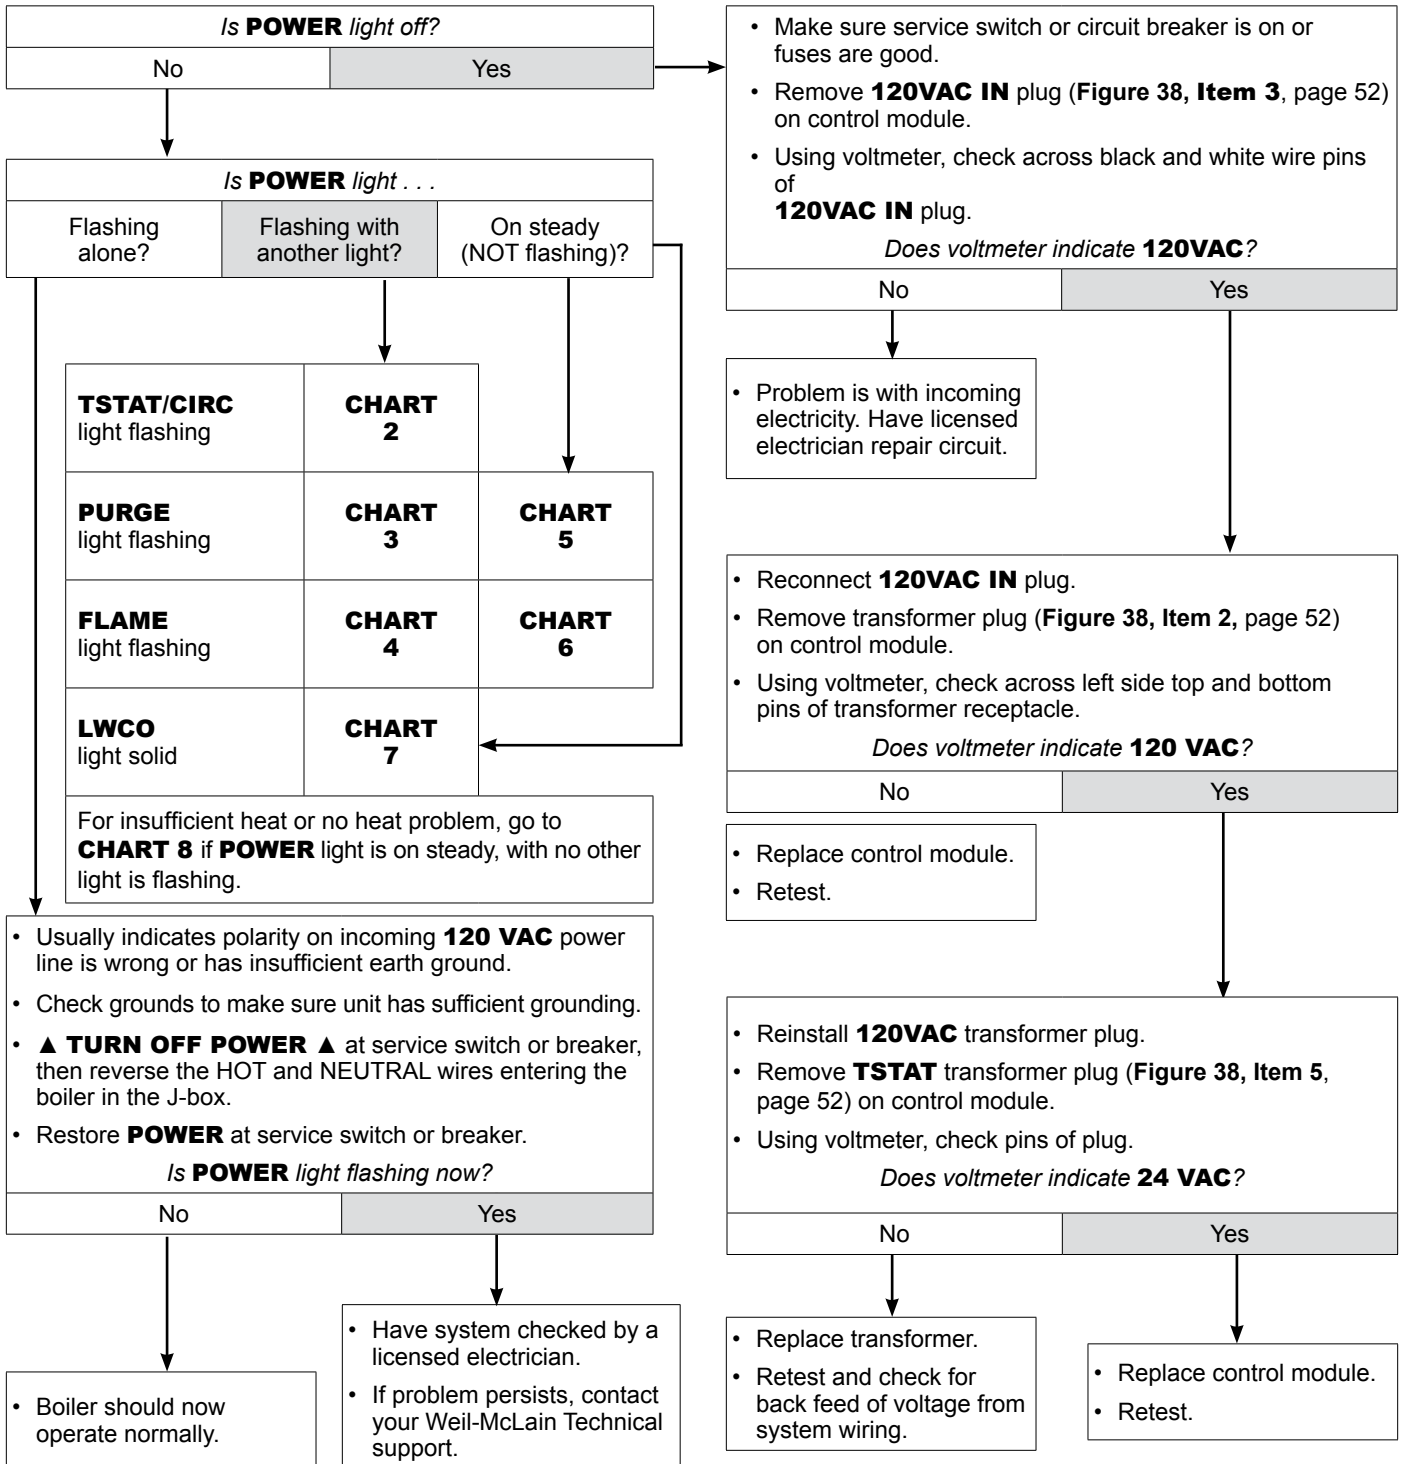 Is POWER light off?
No
Yes
Is POWER light . . .
Flashing
alone?
Flashing with
another light?
On steady
(NOT flashing)?
TSTAT/CIRC
light flashing
CHART
2
PURGE
light flashing
CHART
3
CHART
5
FLAME
light flashing
CHART
4
CHART
6
LWCO
light solid
CHART
7
For insufficient heat or no heat problem, go to
CHART 8 if POWER light is on steady, with no other
light is flashing.
• Usually indicates polarity on incoming 120 VAC power
line is wrong or has insufficient earth ground.
• Check grounds to make sure unit has sufficient grounding.
• ▲ TURN OFF POWER ▲ at service switch or breaker,
then reverse the HOT and NEUTRAL wires entering the
boiler in the J-box.
• Restore POWER at service switch or breaker.
Is POWER light flashing now?
No
Yes
• Boiler should now
operate normally.
• Have system checked by a
licensed electrician.
• If problem persists, contact
your Weil-McLain Technical
support.
• Make sure service switch or circuit breaker is on or
fuses are good.
• Remove 120VAC IN plug (Figure 38, Item 3, page 52)
on control module.
• Using voltmeter, check across black and white wire pins
of
120VAC IN plug.
Does voltmeter indicate 120VAC?
No
Yes
• Problem is with incoming
electricity. Have licensed
electrician repair circuit.
• Reconnect 120VAC IN plug.
• Remove transformer plug (Figure 38, Item 2, page 52)
on control module.
• Using voltmeter, check across left side top and bottom
pins of transformer receptacle.
Does voltmeter indicate 120 VAC?
No
Yes
• Replace control module.
• Retest.
• Reinstall 120VAC transformer plug.
• Remove TSTAT transformer plug (Figure 38, Item 5,
page 52) on control module.
• Using voltmeter, check pins of plug.
Does voltmeter indicate 24 VAC?
No
Yes
• Replace transformer.
• Retest and check for
back feed of voltage from
system wiring.
• Replace control module.
• Retest.